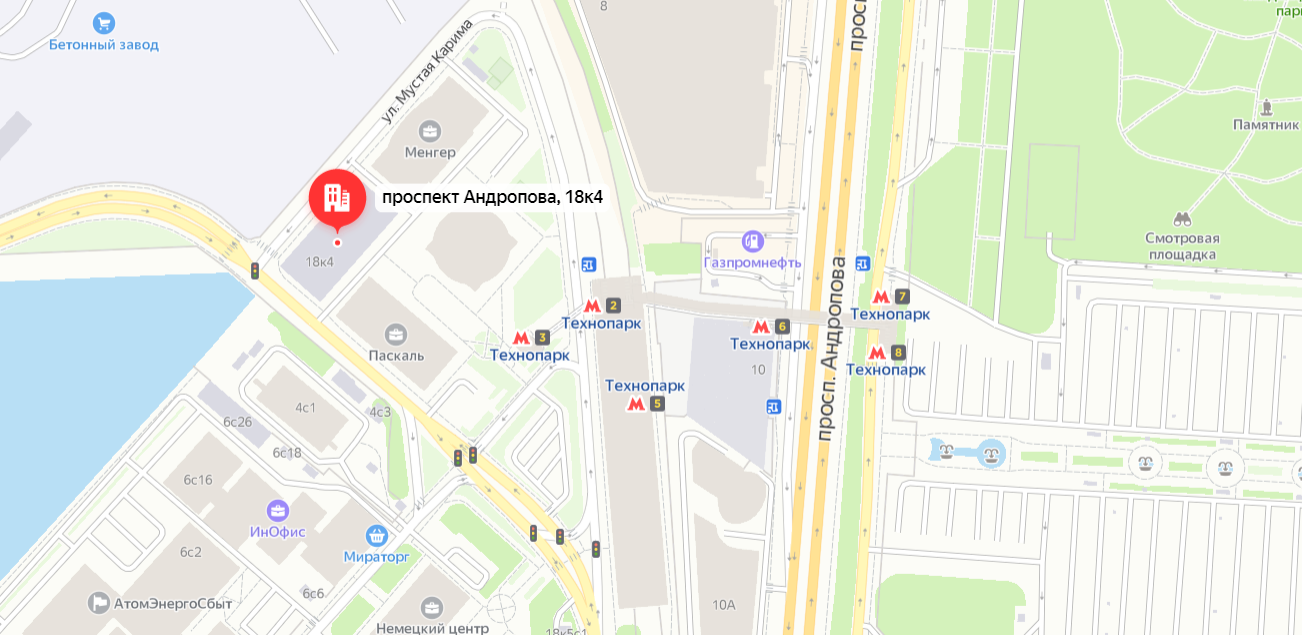 8
парк
Бетонный завод
просп
ул. Мустая Карима
Памятник
Менгер
проспект Андропова, 18к4
Смотровая
площадка
18к4
Газпромнефть
2
Технопарк
7
Технопарк
6
Технопарк
3
Технопарк
Паскаль
8
Технопарк
просп. Андропова
10
Технопарк
5
4с1
4с3
6с26
6с18
6с16
ИнОфис
Мираторг
6с2
6с6
АтомЭнергоСбыт
Немецкий центр
10А
18к5с1